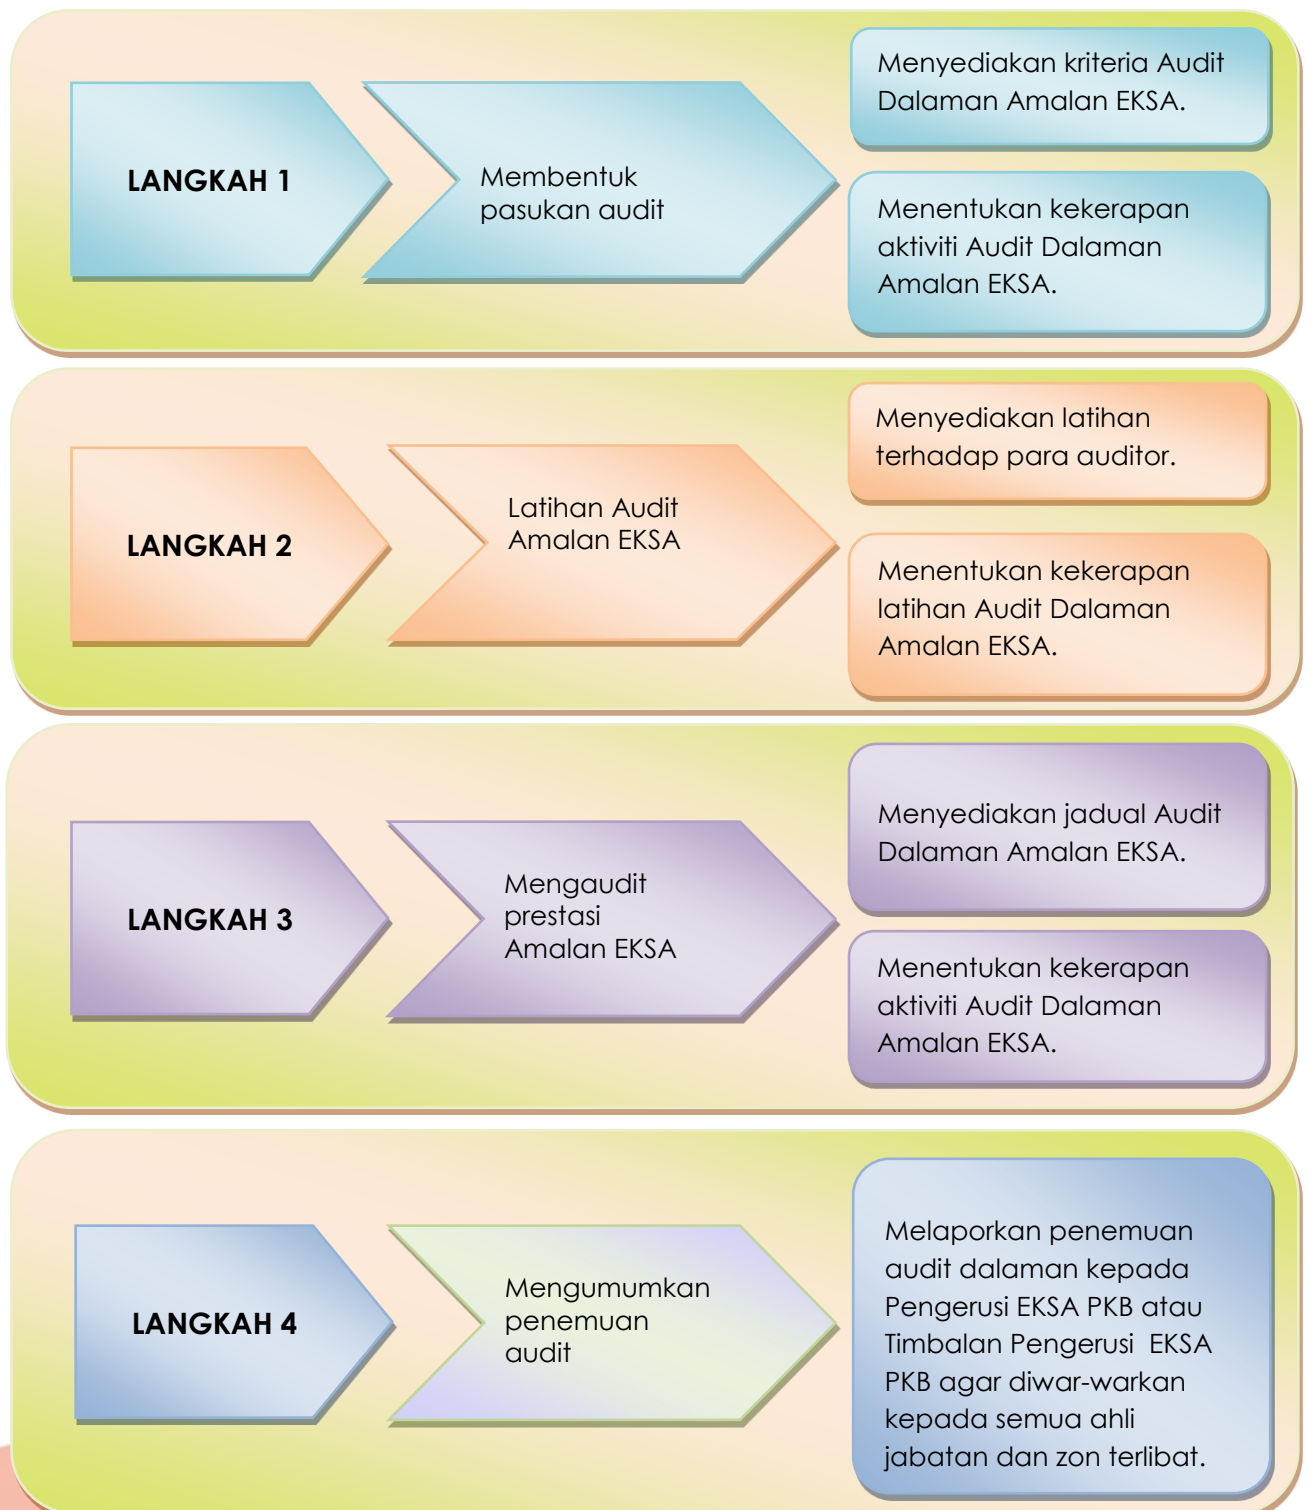 LANGKAH 1
Membentuk
pasukan audit
Menyediakan kriteria Audit
Dalaman Amalan EKSA.
Menentukan kekerapan
aktiviti Audit Dalaman
Amalan EKSA.
LANGKAH 2
Latihan Audit
Amalan EKSA
Menyediakan latihan
terhadap para auditor.
Menentukan kekerapan
latihan Audit Dalaman
Amalan EKSA.
LANGKAH 3
Mengaudit
prestasi
Amalan EKSA
Menyediakan jadual Audit
Dalaman Amalan EKSA.
Menentukan kekerapan
aktiviti Audit Dalaman
Amalan EKSA.
LANGKAH 4
Mengumumkan
penemuan
audit
Melaporkan penemuan
audit dalaman kepada
Pengerusi EKSA PKB atau
Timbalan Pengerusi  EKSA
PKB agar diwar-warkan
kepada semua ahli
jabatan dan zon terlibat.